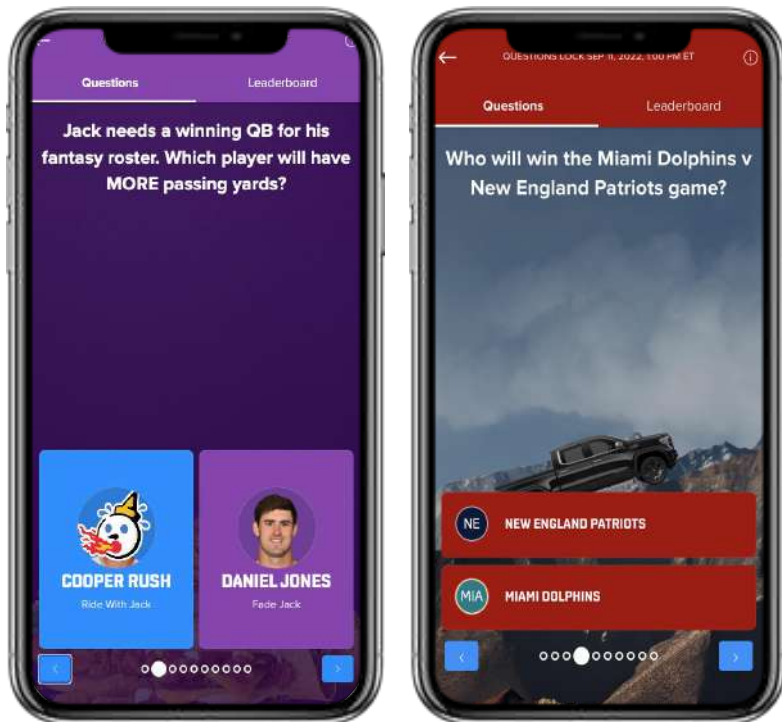 Questions
Leaderboard
Jack needs a winning QB for his
fantasy roster. Which player will have
MORE passing yards?
COOPER RUSH
Ride With Jack
DANIEL JONES
Fade Jack
QUESTIONS LOCK SEP 11, 2022, 1:00 PM ET
Questions
Leaderboard
Who will win the Miami Dolphins v
New England Patriots game?
NE
NEW ENGLAND PATRIOTS
MIA
MIAMI DOLPHINS